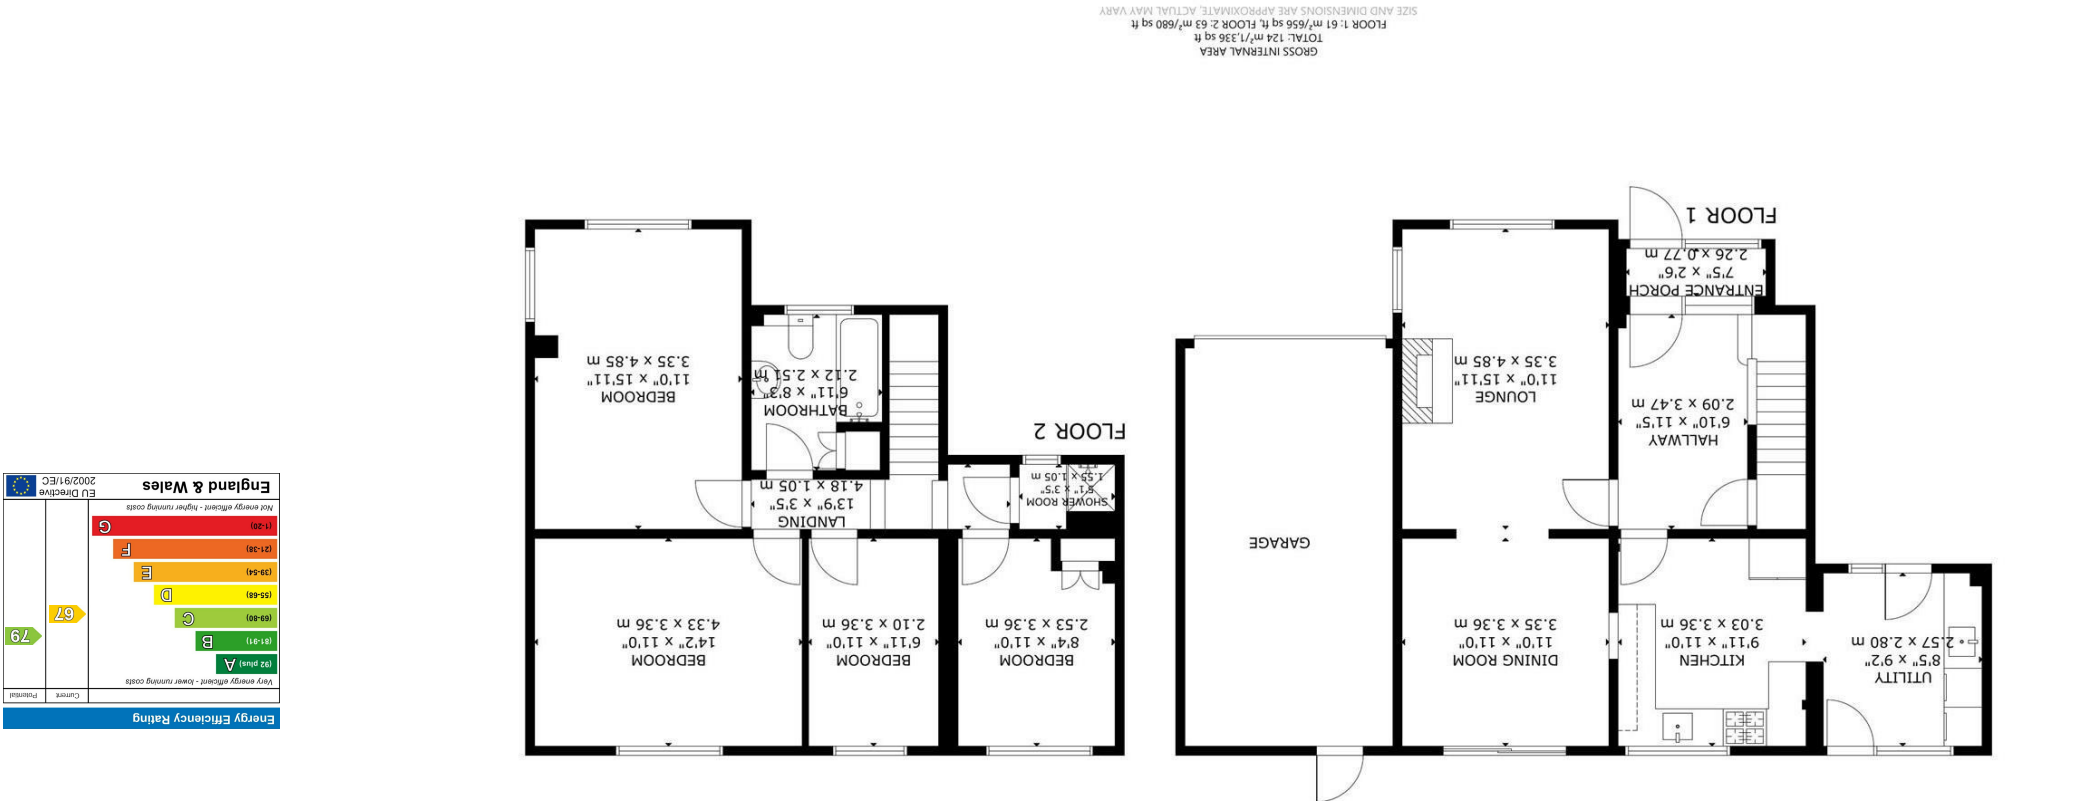 FLOOR 1
ENTRANCE PORCH
7'5" x 2'6"
2.26 x 0.77 m
HALLWAY
6'10" x 11'5"
2.09 x 3.47 m
LOUNGE
11'0" x 15'11"
3.35 x 4.85 m
GARAGE
UTILITY
8'5" x 9'2"
2.57 x 2.80 m
KITCHEN
9'11" x 11'0"
3.03 x 3.36 m
DINING ROOM
11'0" x 11'0"
3.35 x 3.36 m
FLOOR 2
SHOWER ROOM
5'1" x 3'5"
1.55 x 1.05 m
BATHROOM
6'11" x 8'3"
2.12 x 2.51 m
BEDROOM
11'0" x 15'11"
3.35 x 4.85 m
LANDING
13'9" x 3'5"
4.18 x 1.05 m
BEDROOM
8'4" x 11'0"
2.53 x 3.36 m
BEDROOM
6'11" x 11'0"
2.10 x 3.36 m
BEDROOM
14'2" x 11'0"
4.33 x 3.36 m
GROSS INTERNAL AREA
TOTAL: 124 m²/1,336 sq ft
FLOOR 1: 61 m²/656 sq ft, FLOOR 2: 63 m²/680 sq ft
SIZE AND DIMENSIONS ARE APPROXIMATE, ACTUAL MAY VARY
Energy Efficiency Rating
Current Potential
Very energy efficient - lower running costs
(92 plus) A
(81-91) B
(69-80) C
(55-68) D
(39-54) E
(21-38) F
(1-20) G
67
79
Not energy efficient - higher running costs
England & Wales
EU Directive
2002/91/EC